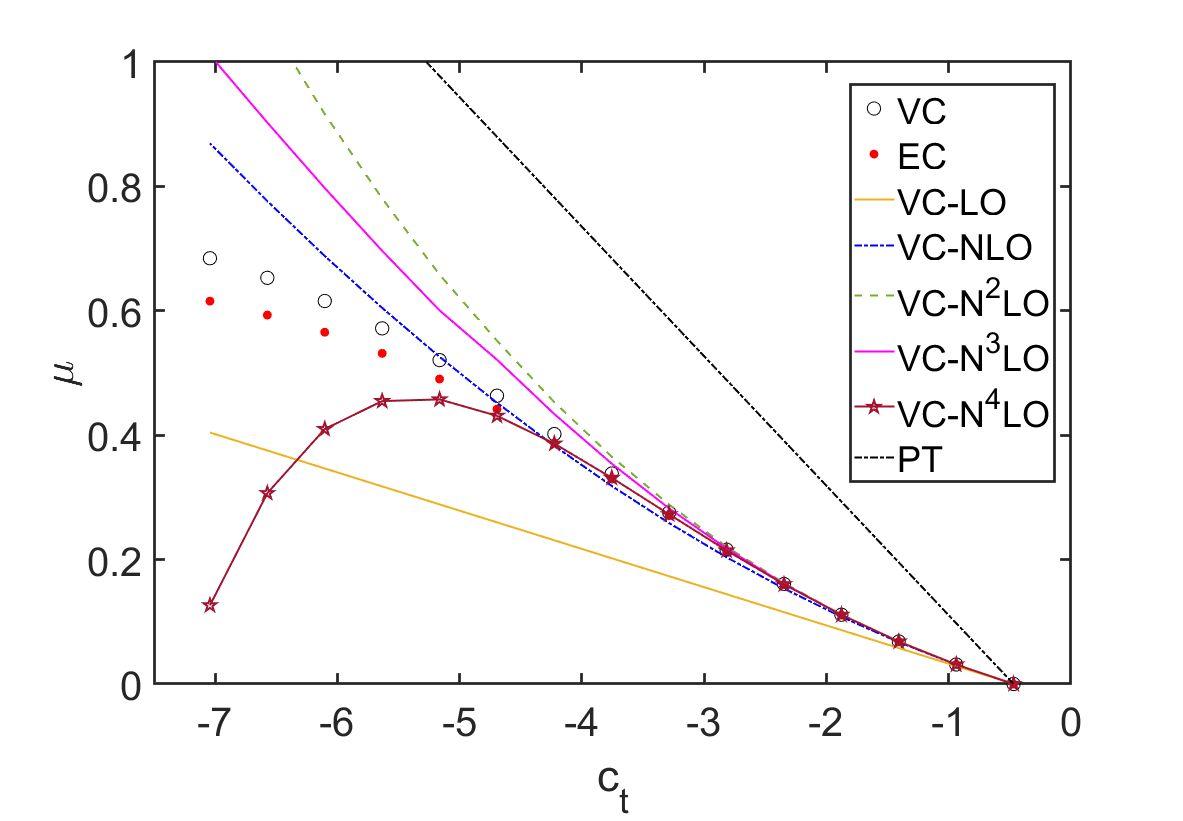 1
0.8
0.6
0.4
0.2
0
μ
-7 -6 -5 -4 -3 -2 -1 0
c_t
VC
EC
VC-LO
VC-NLO
VC-N²LO
VC-N³LO
VC-N⁴LO
PT